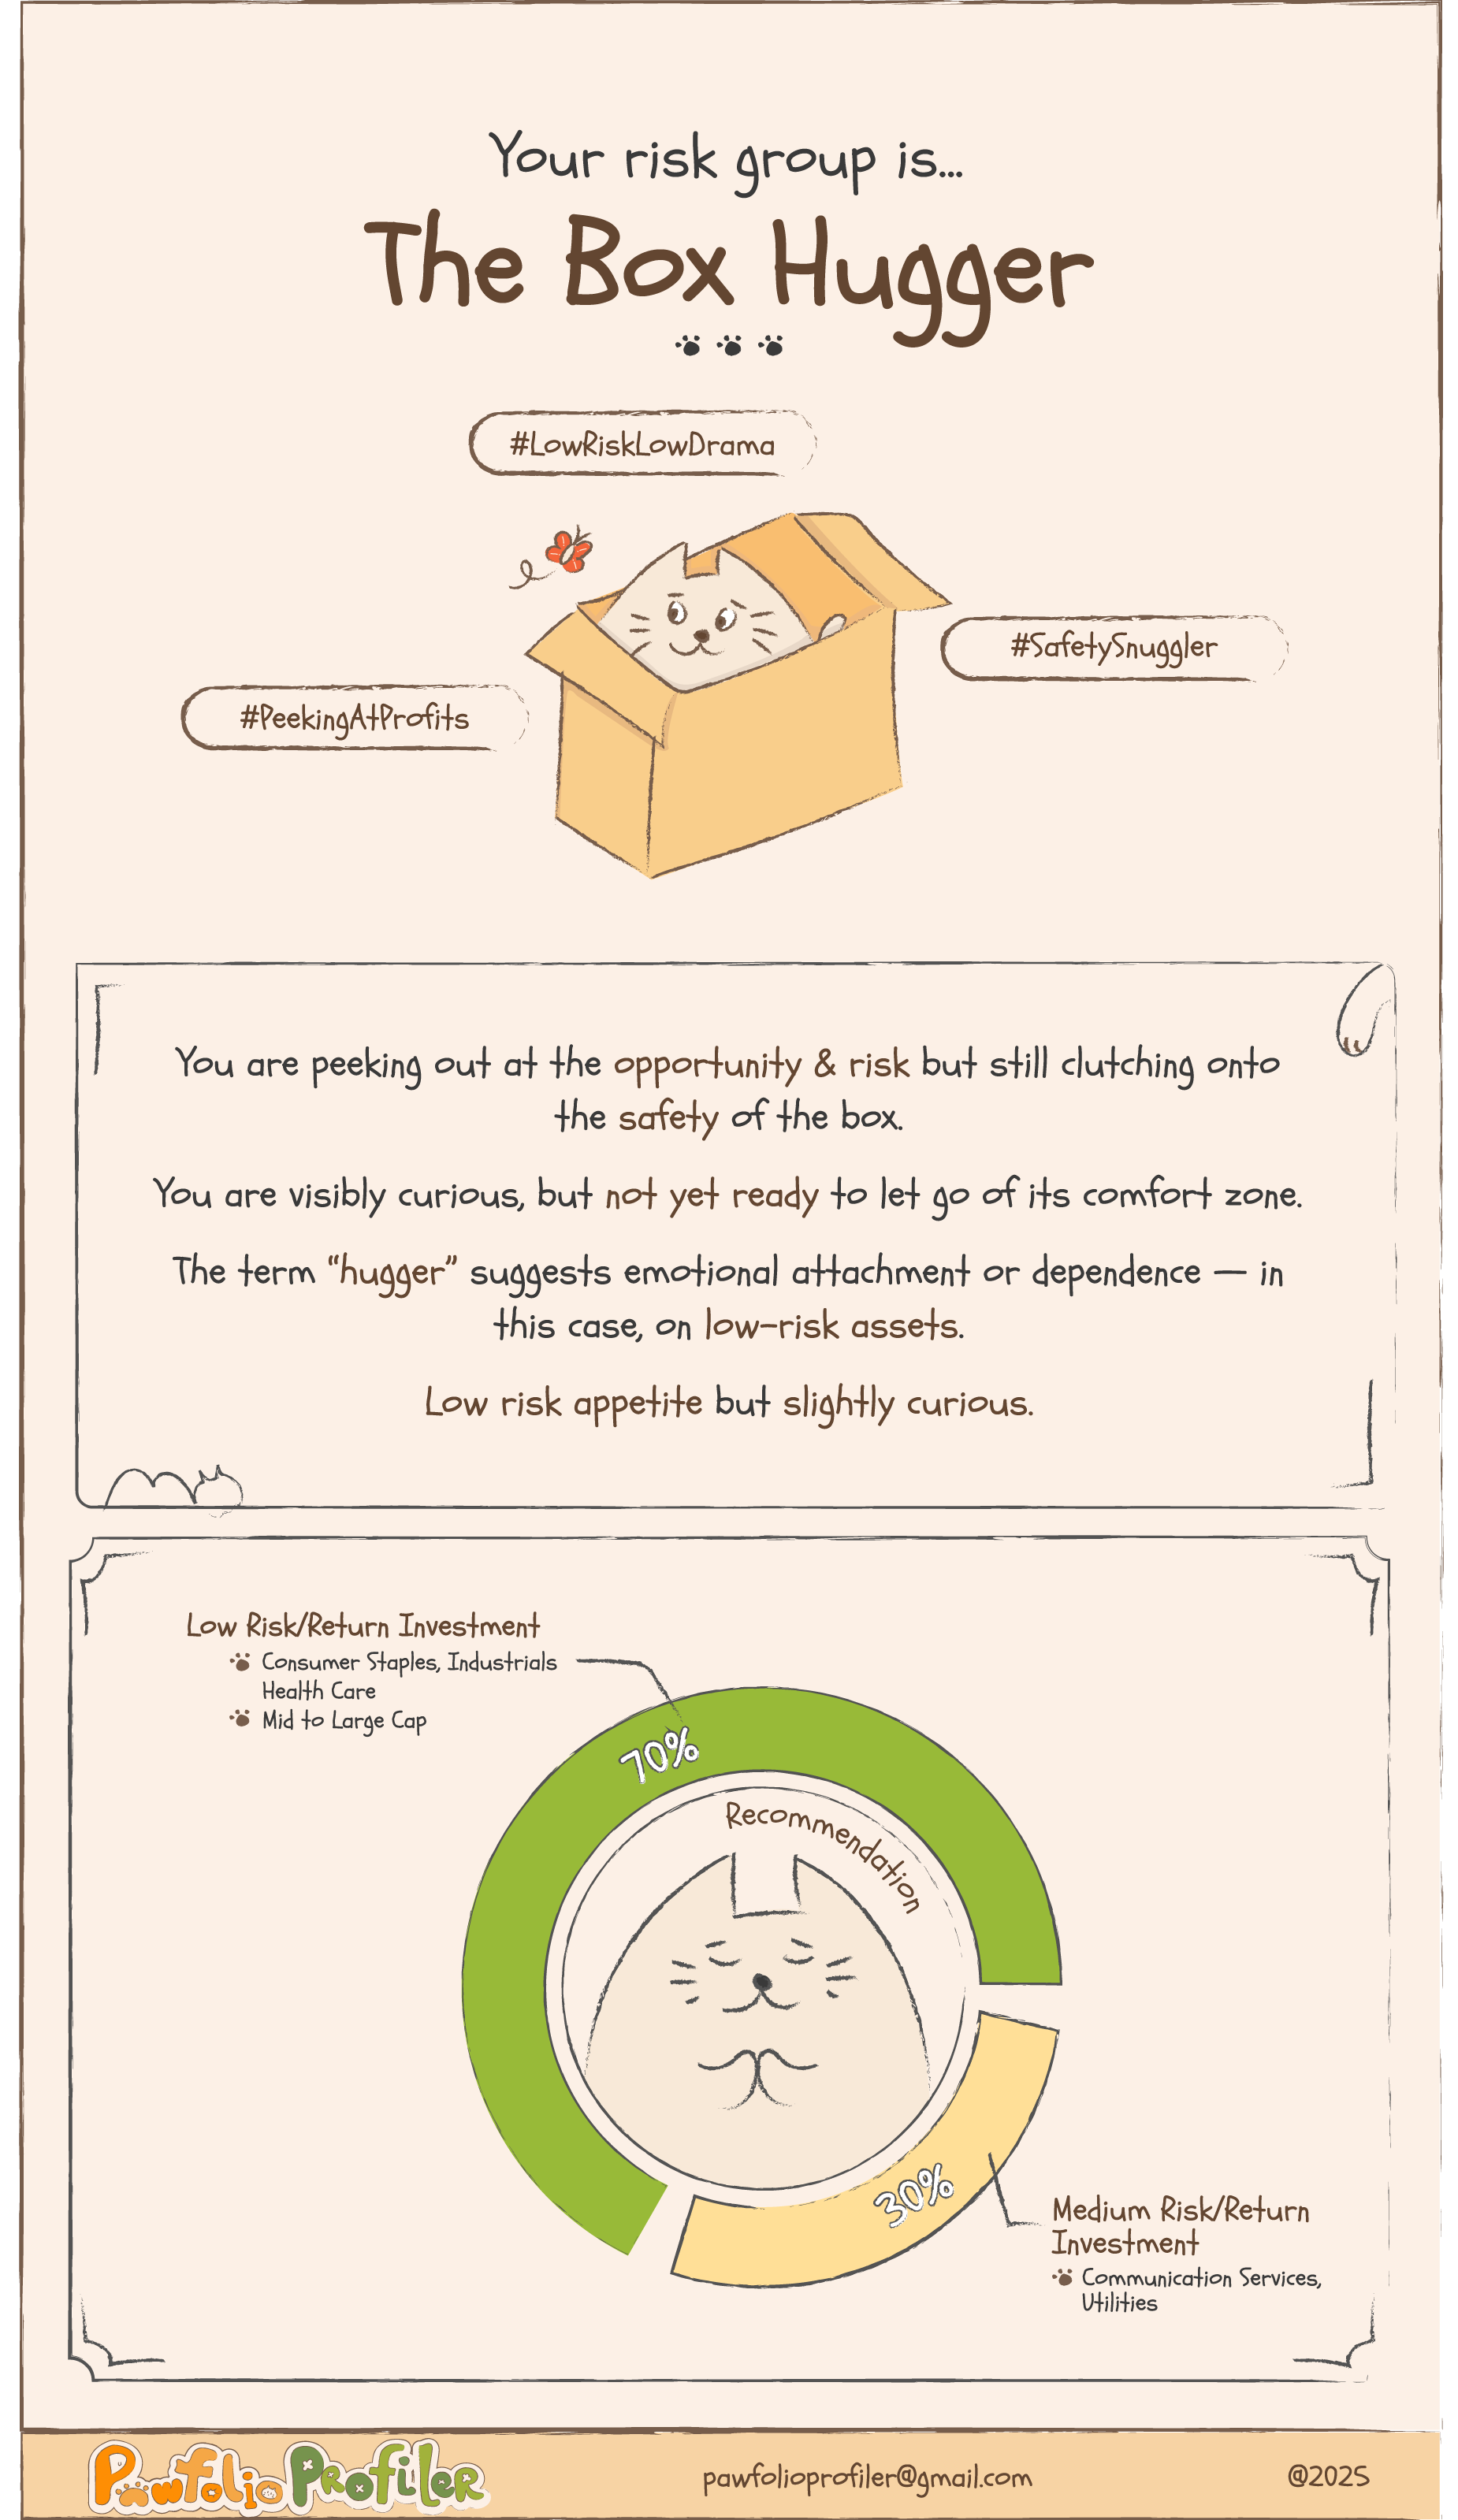 Your risk group is...
The Box Hugger
#LowRiskLowDrama
#SafetySnuggler
#PeekingAtProfits
You are peeking out at the opportunity & risk but still clutching onto
the safety of the box.
You are visibly curious, but not yet ready to let go of its comfort zone.
The term “hugger” suggests emotional attachment or dependence — in
this case, on low-risk assets.
Low risk appetite but slightly curious.
Low Risk/Return Investment
Consumer Staples, Industrials
Health Care
Mid to Large Cap
70%
Recommendation
30%
Medium Risk/Return
Investment
Communication Services,
Utilities
Pawfolio Profiler
pawfolioprofiler@gmail.com
@2025